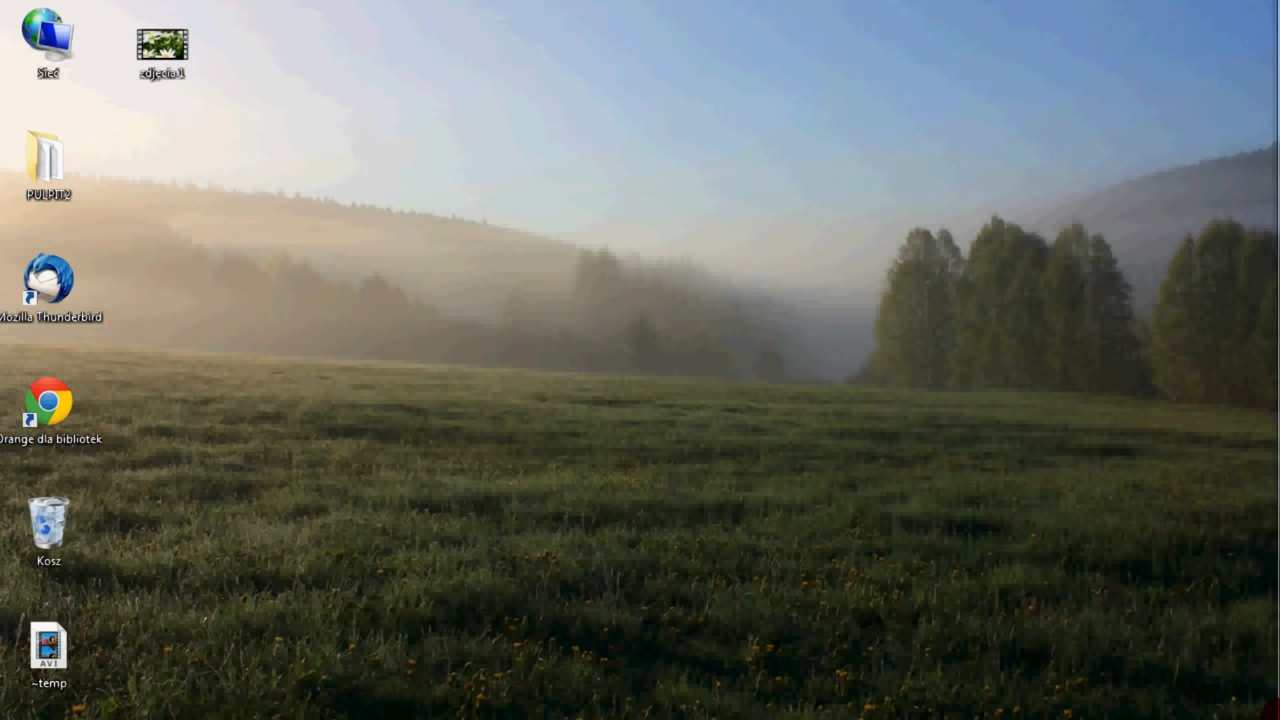 Sieć
zdjęcia 1
PULPIT2
Mozilla Thunderbird
Orange dla bibliotek
Kosz
AVI
~temp